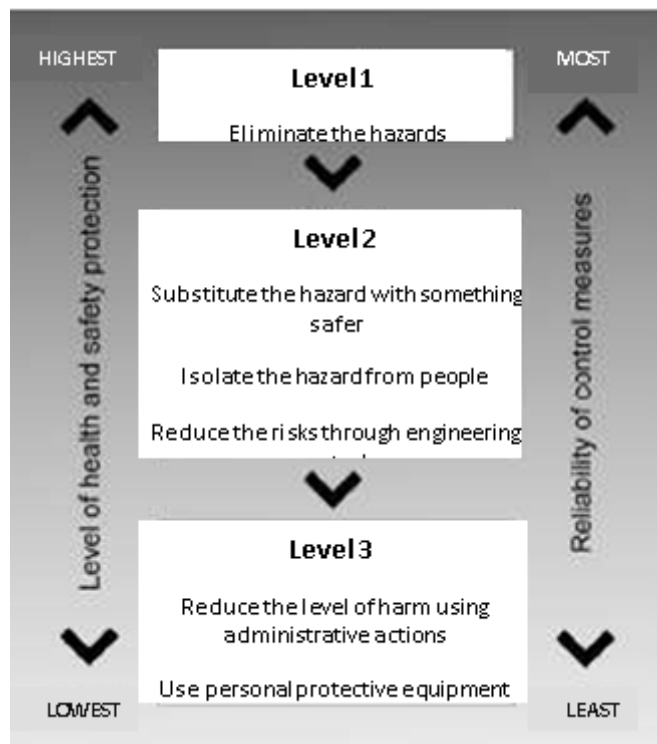 HIGHEST
MOST
Level 1
Eliminate the hazards
Level 2
Substitute the hazard with something
safer
Isolate the hazard from people
Reduce the risks through engineering
Level 3
Reduce the level of harm using
administrative actions
Use personal protective equipment
Level of health and safety protection
Reliability of control measures
LOWEST
LEAST